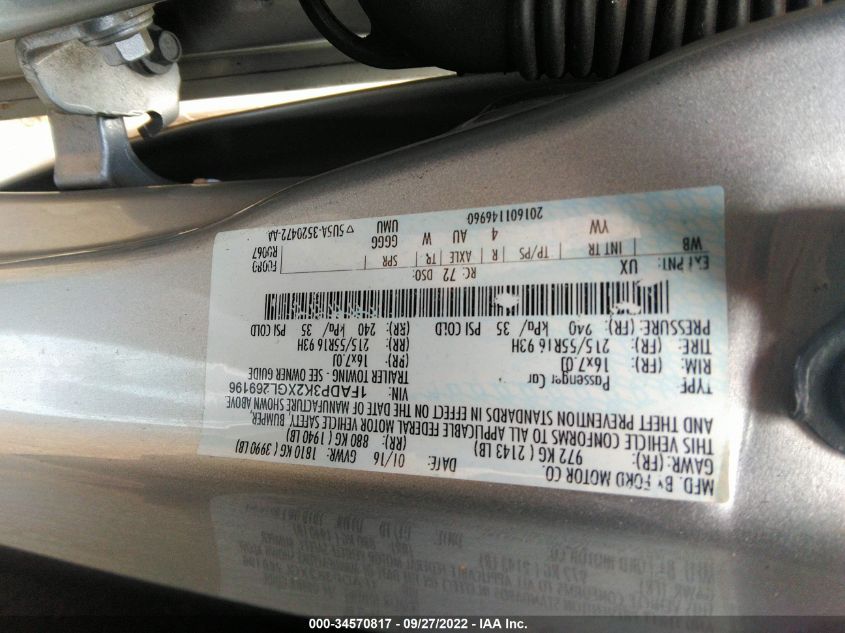 MFD. BY FORD MOTOR CO.
DATE: 01/16 GVWR: 1810 KG ( 3990 LB)
GAWR: (FR): 972 KG ( 2143 LB) (RR): 880 KG ( 1940 LB)
THIS VEHICLE CONFORMS TO ALL APPLICABLE FEDERAL MOTOR VEHICLE SAFETY, BUMPER,
AND THEFT PREVENTION STANDARDS IN EFFECT ON THE DATE OF MANUFACTURE SHOWN ABOVE
VIN: 1FADP3K2XGL269196
TYPE: Passenger Car TRAILER TOWING - SEE OWNER GUIDE
RIM: (FR): 16x7.0J (RR): 16x7.0J
TIRE: (FR): 215/55R16 93H (RR): 215/55R16 93H
PRESSURE: (FR): 240 kPa/ 35 PSI COLD (RR): 240 kPa/ 35 PSI COLD
EXT PNT: UX RC: 72 DSO:
WB INT TR TP/PS R AXLE TR SPR
YW 4 AU W GGGG UMU
201601146960 5U5A-3520472-AA
000-34570817 - 09/27/2022 - IAA Inc.